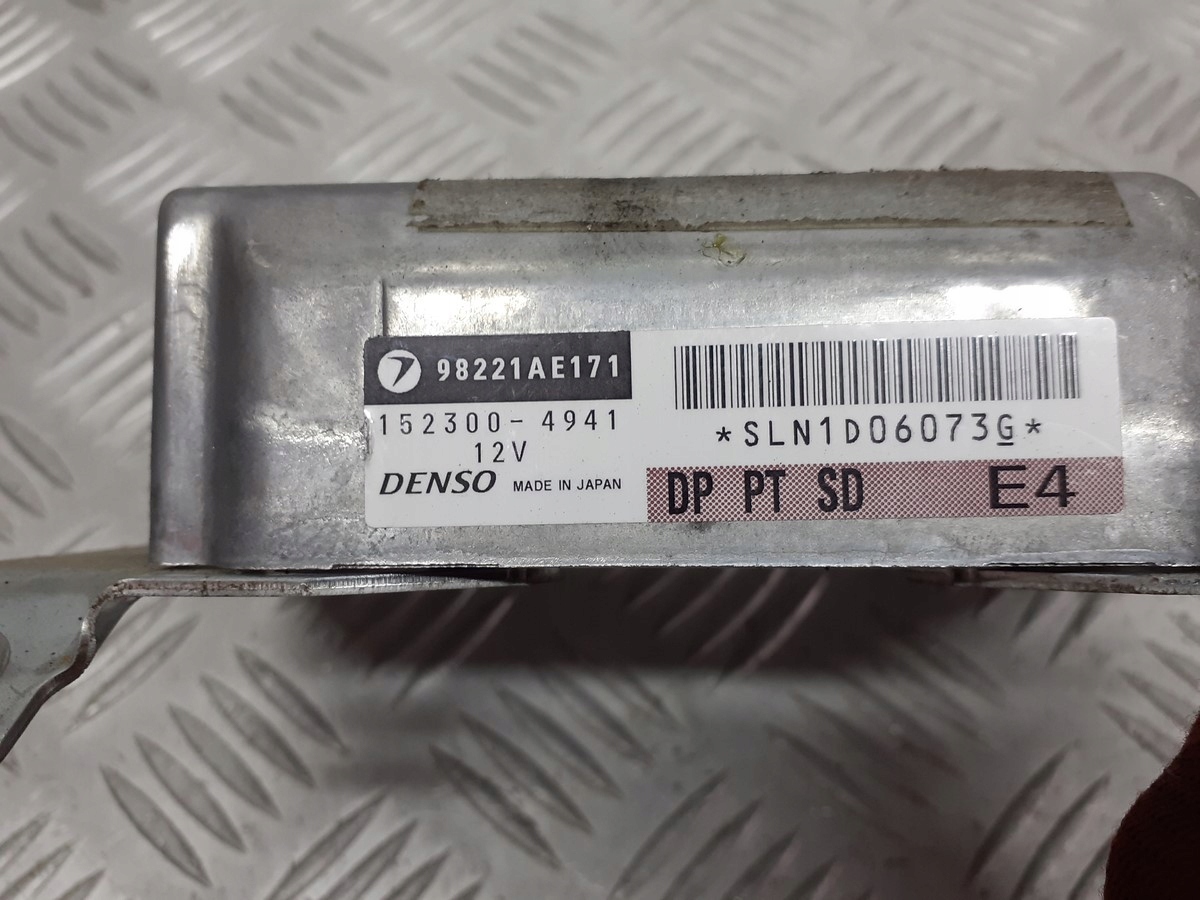 98221AE171
152300-4941
12V
DENSO MADE IN JAPAN
*SLN1D06073G*
DP PT SD E4